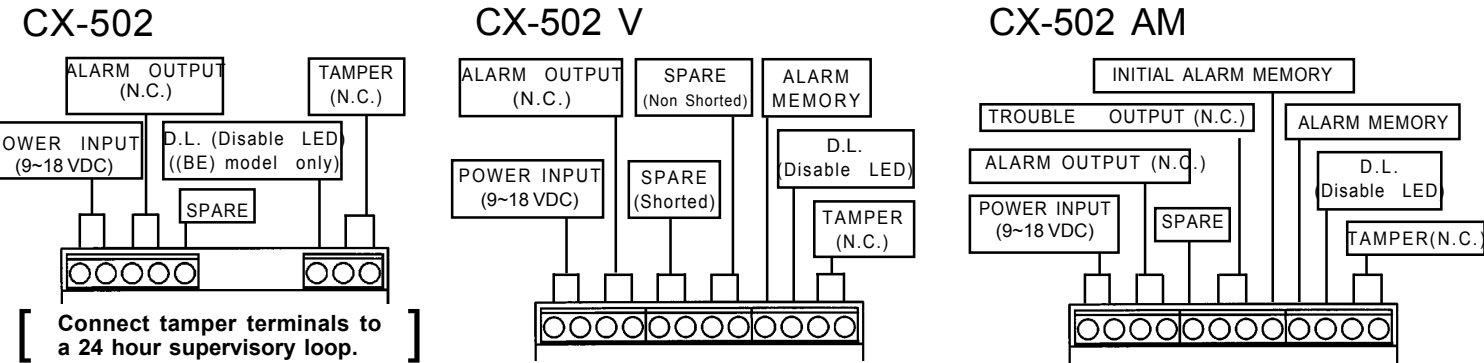 CX-502
ALARM OUTPUT
(N.C.)
TAMPER
(N.C.)
OWER INPUT
(9~18 VDC)
D.L. (Disable LED)
((BE) model only)
SPARE
[ Connect tamper terminals to
a 24 hour supervisory loop. ]
CX-502 V
ALARM OUTPUT
(N.C.)
SPARE
(Non Shorted)
ALARM
MEMORY
D.L.
(Disable LED)
POWER INPUT
(9~18 VDC)
SPARE
(Shorted)
TAMPER
(N.C.)
CX-502 AM
INITIAL ALARM MEMORY
TROUBLE OUTPUT (N.C.)
ALARM MEMORY
ALARM OUTPUT (N.C.)
D.L.
(Disable LED)
POWER INPUT
(9~18 VDC)
SPARE
TAMPER(N.C.)